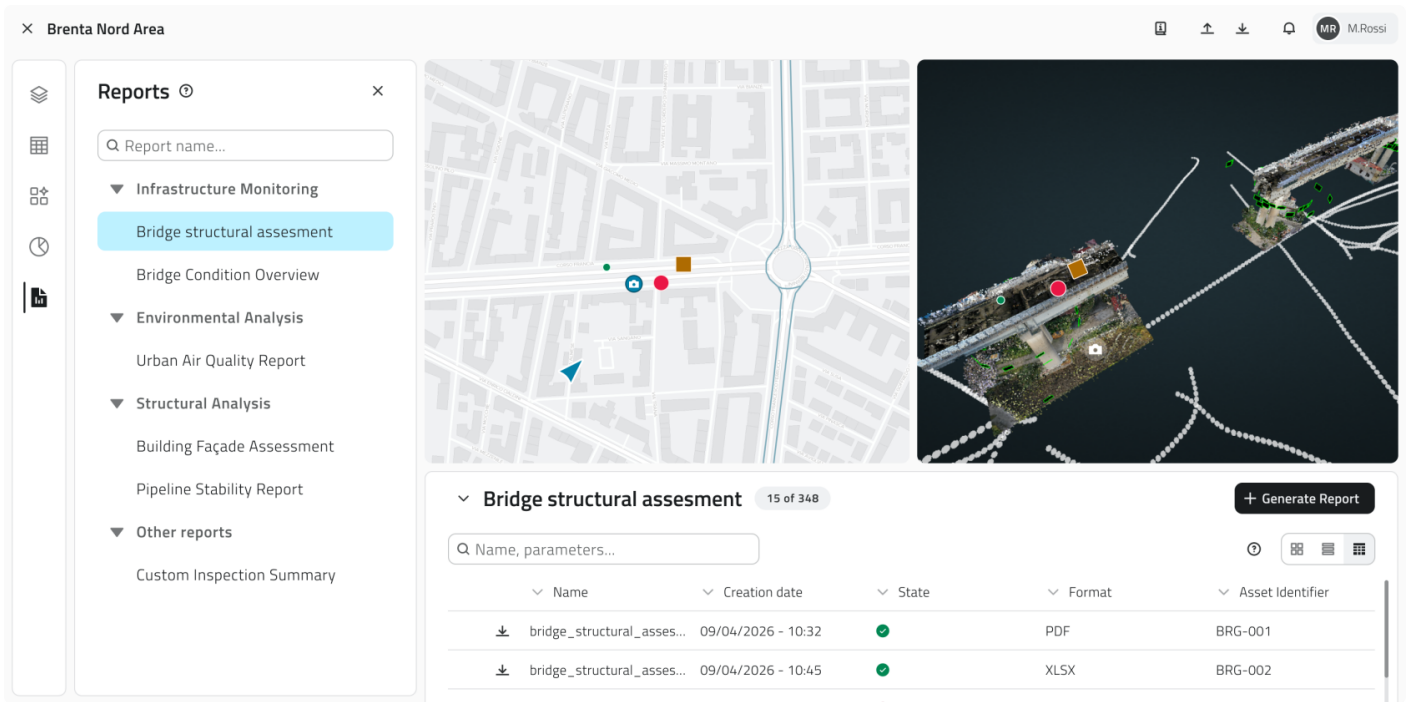 Brenta Nord Area
MR M.Rossi
Reports
Report name...
Infrastructure Monitoring
Bridge structural assesment
Bridge Condition Overview
Environmental Analysis
Urban Air Quality Report
Structural Analysis
Building Façade Assessment
Pipeline Stability Report
Other reports
Custom Inspection Summary
Bridge structural assesment 15 of 348
+ Generate Report
Name, parameters...
Name Creation date State Format Asset Identifier
bridge_structural_asses... 09/04/2026 - 10:32 PDF BRG-001
bridge_structural_asses... 09/04/2026 - 10:45 XLSX BRG-002